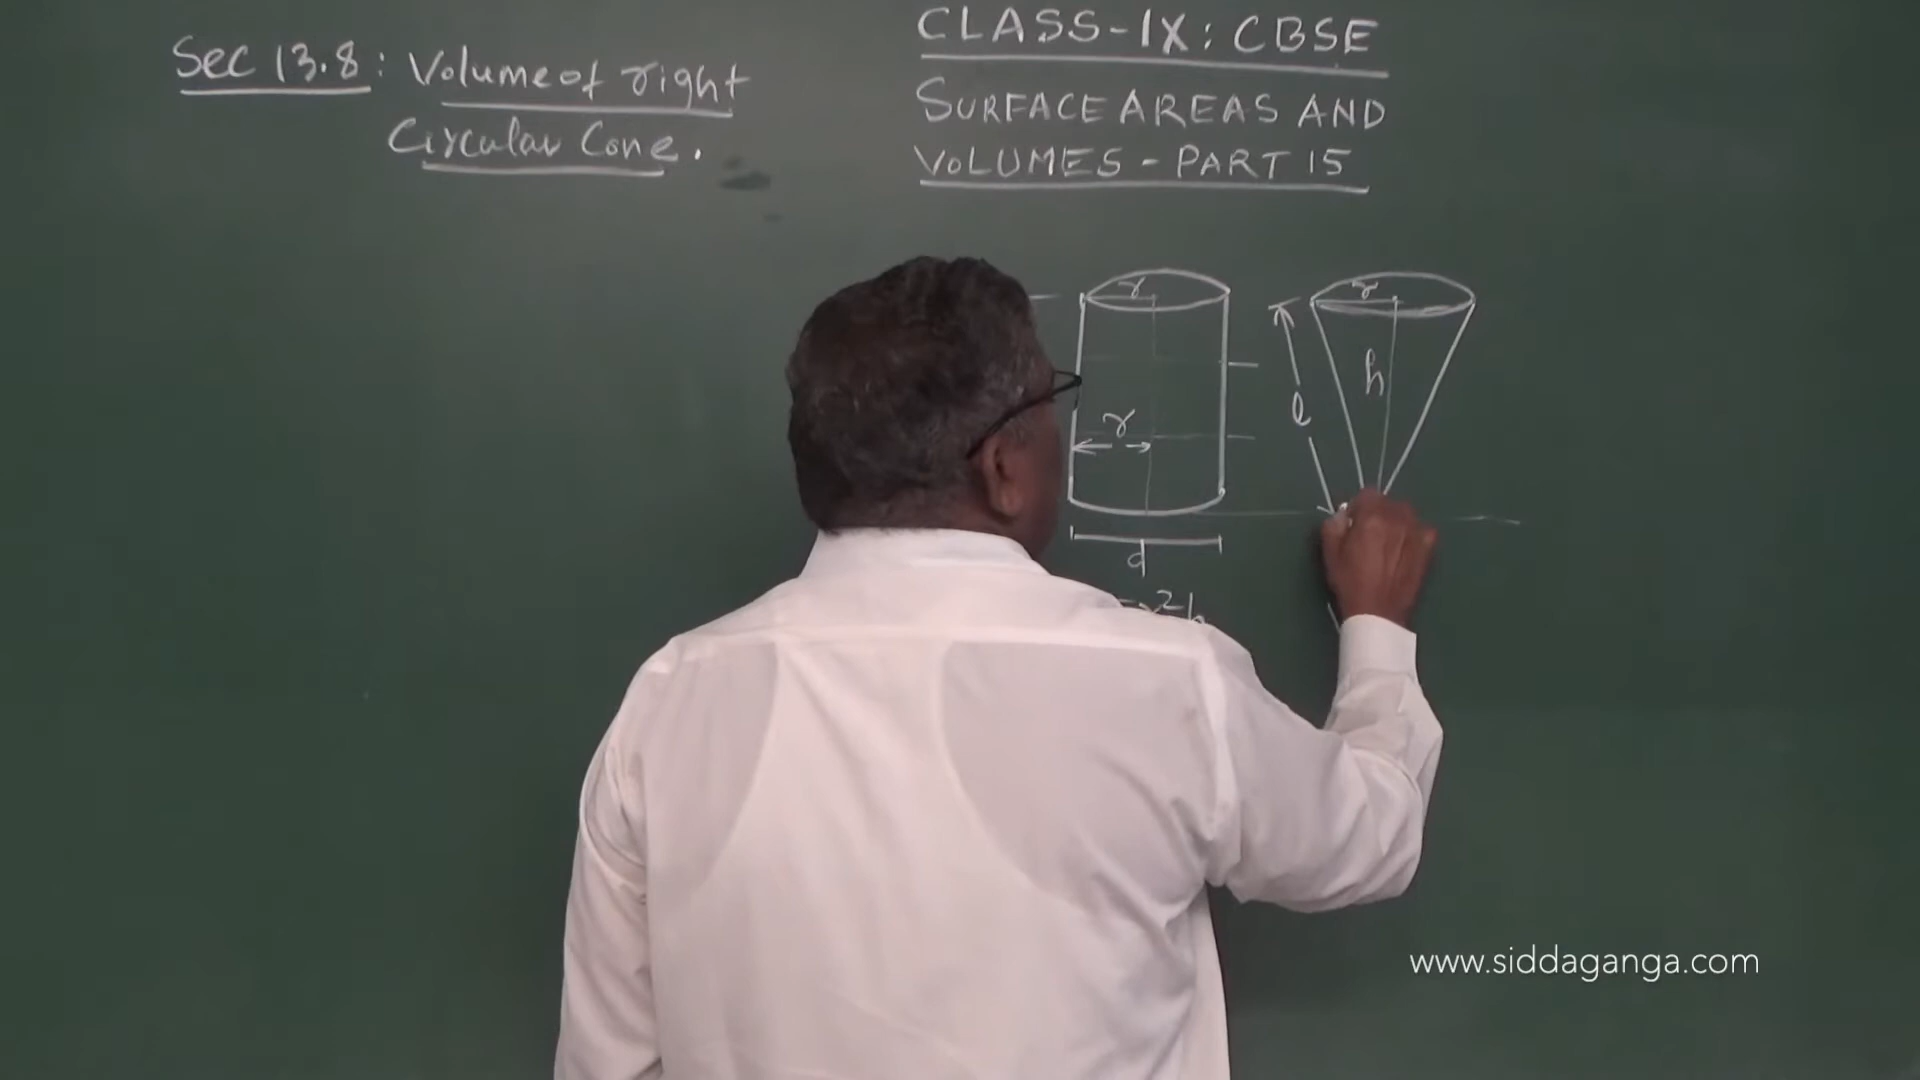 Sec 13.8: Volume of right
Circular Cone.
CLASS-IX: CBSE
SURFACE AREAS AND
VOLUMES - PART 15
r
r
r
h
l
d
r²h
www.siddaganga.com